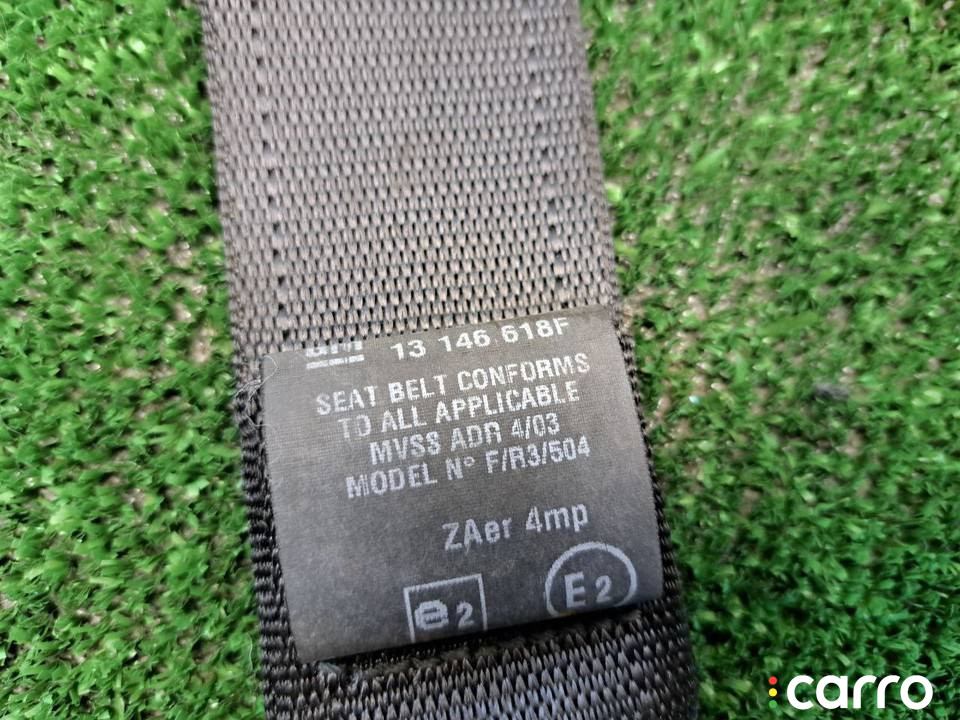 GM 13 146 618F
SEAT BELT CONFORMS
TO ALL APPLICABLE
MVSS ADR 4/03
MODEL N° F/R3/504
ZAer 4mp
e2 E2
carro